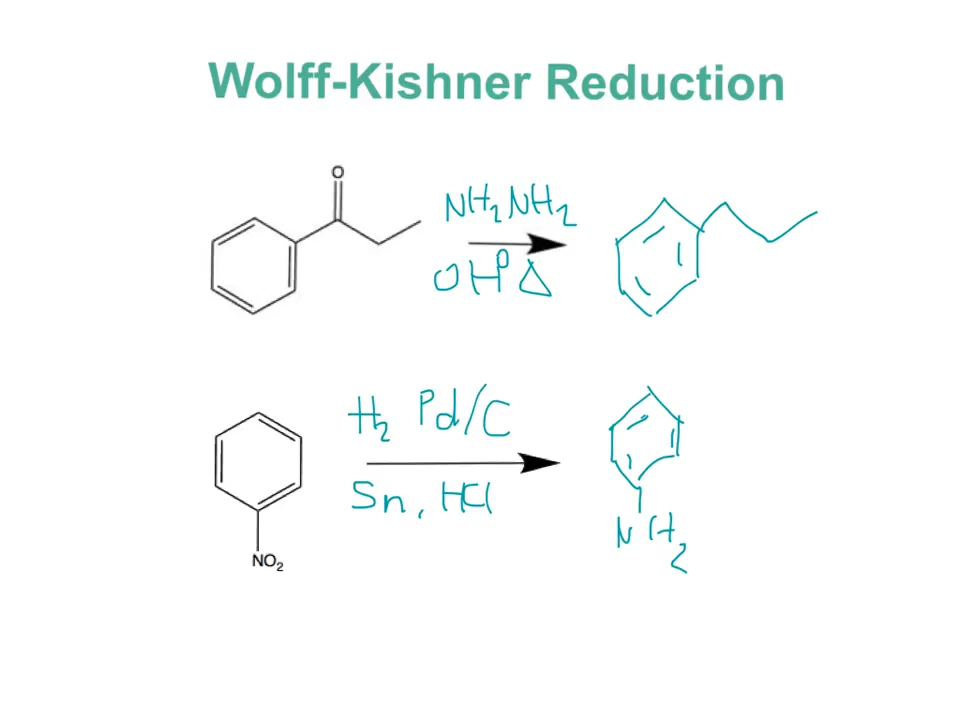 Wolff-Kishner Reduction
O
NH₂NH₂
OH⊖ Δ
H₂ Pd/C
Sn, HCl
NO₂
NH₂